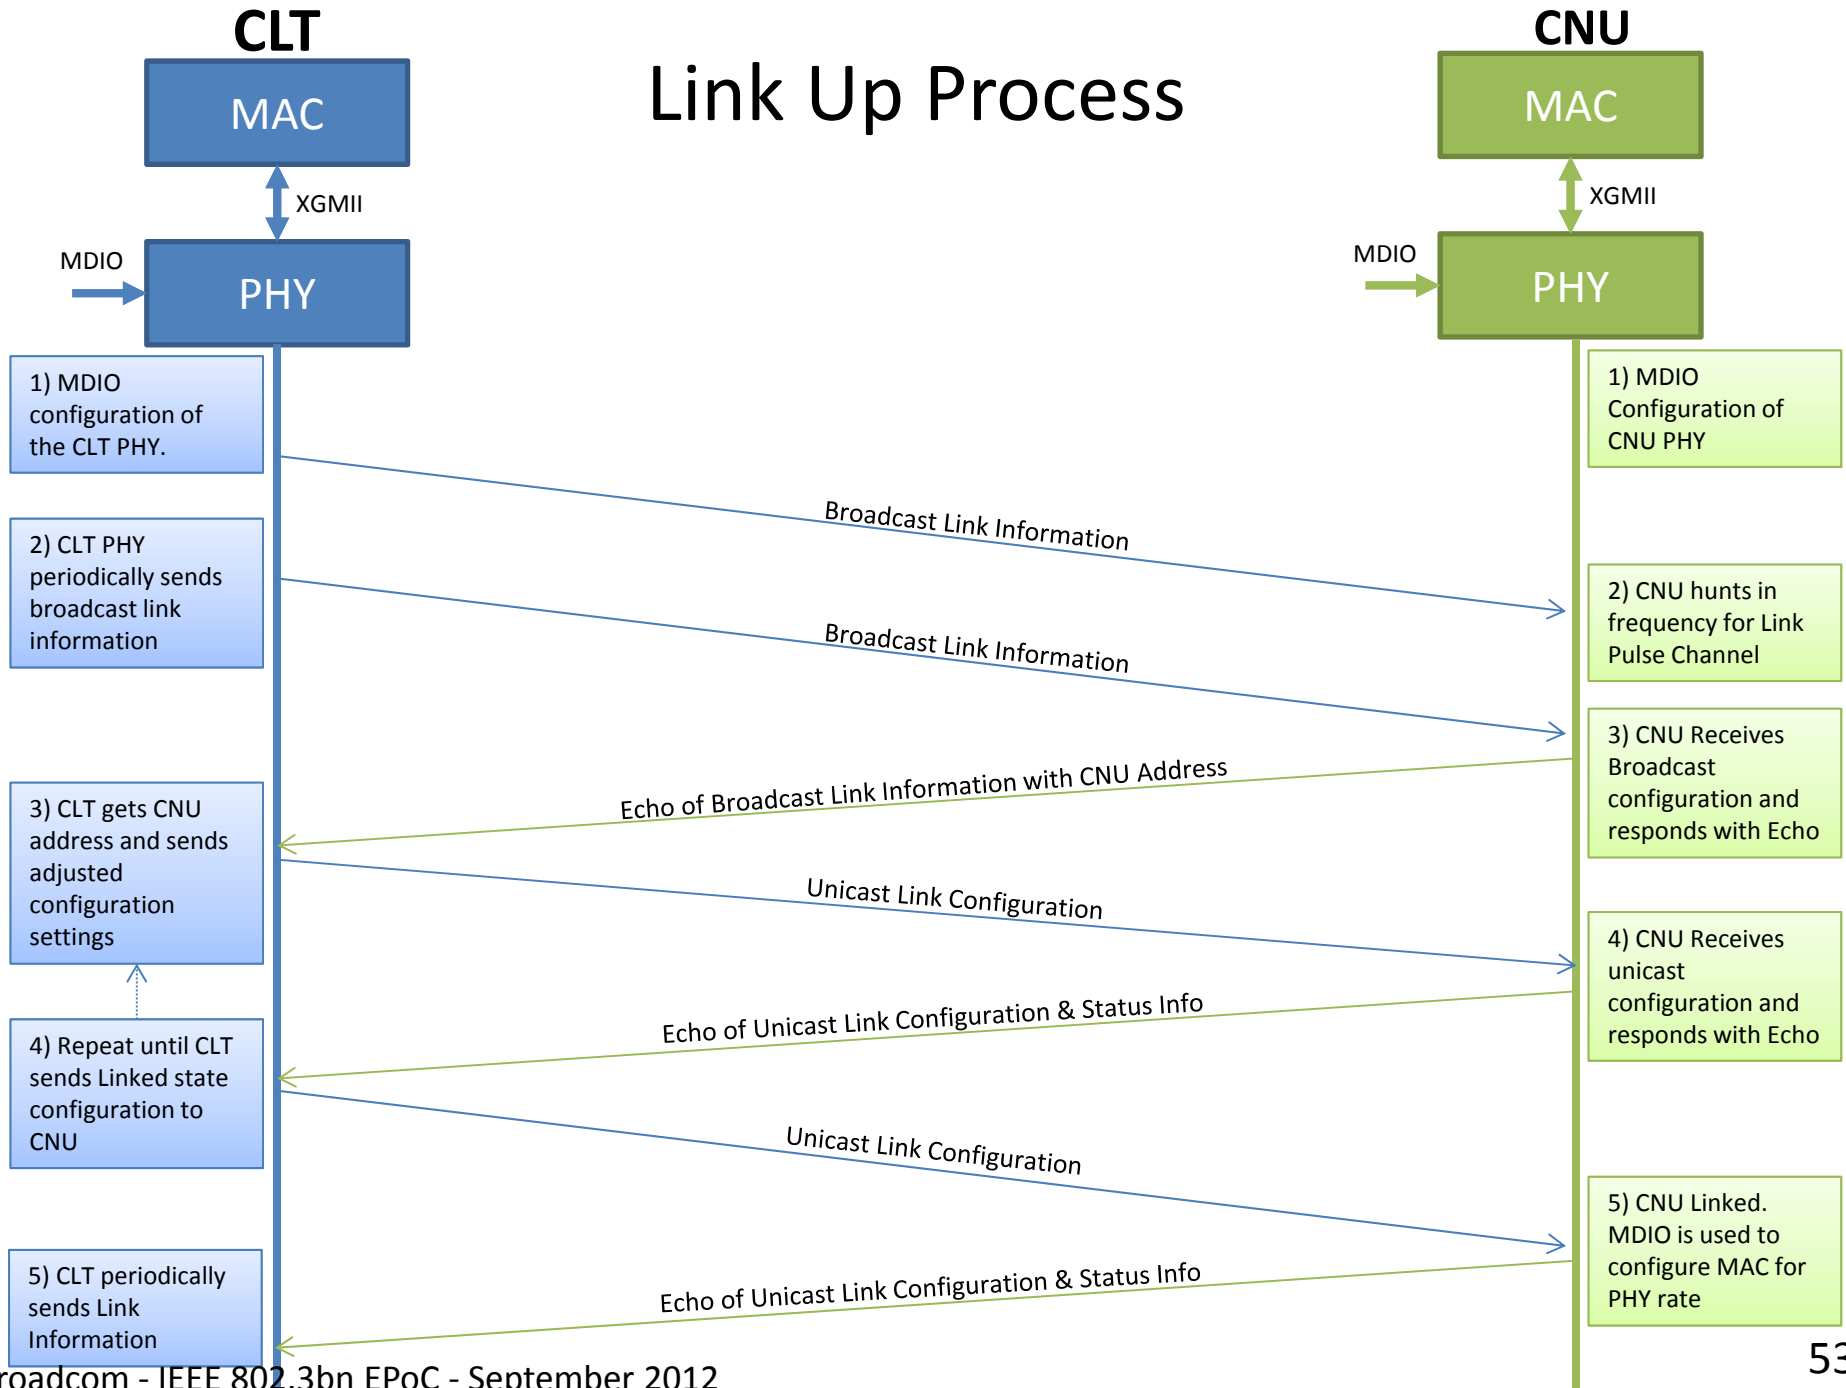 CLT
CNU
Link Up Process
MAC
MAC
XGMII
XGMII
MDIO
MDIO
PHY
PHY
1) MDIO
configuration of
the CLT PHY.
1) MDIO
Configuration of
CNU PHY
Broadcast Link Information
2) CLT PHY
periodically sends
broadcast link
information
2) CNU hunts in
frequency for Link
Pulse Channel
Broadcast Link Information
3) CNU Receives
Broadcast
configuration and
responds with Echo
Echo of Broadcast Link Information with CNU Address
3) CLT gets CNU
address and sends
adjusted
configuration
settings
Unicast Link Configuration
4) CNU Receives
unicast
configuration and
responds with Echo
Echo of Unicast Link Configuration & Status Info
4) Repeat until CLT
sends Linked state
configuration to
CNU
Unicast Link Configuration
5) CNU Linked.
MDIO is used to
configure MAC for
PHY rate
Echo of Unicast Link Configuration & Status Info
5) CLT periodically
sends Link
Information
roadcom - IEEE 802.3bn EPoC - September 2012
53